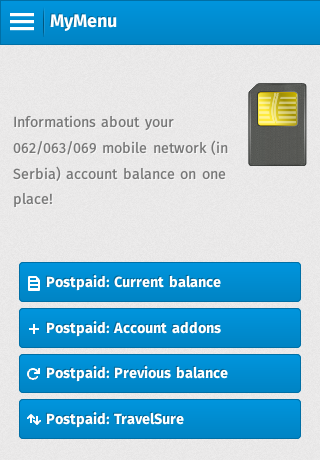 MyMenu
Informations about your
062/063/069 mobile network (in
Serbia) account balance on one
place!
Postpaid: Current balance
Postpaid: Account addons
Postpaid: Previous balance
Postpaid: TravelSure